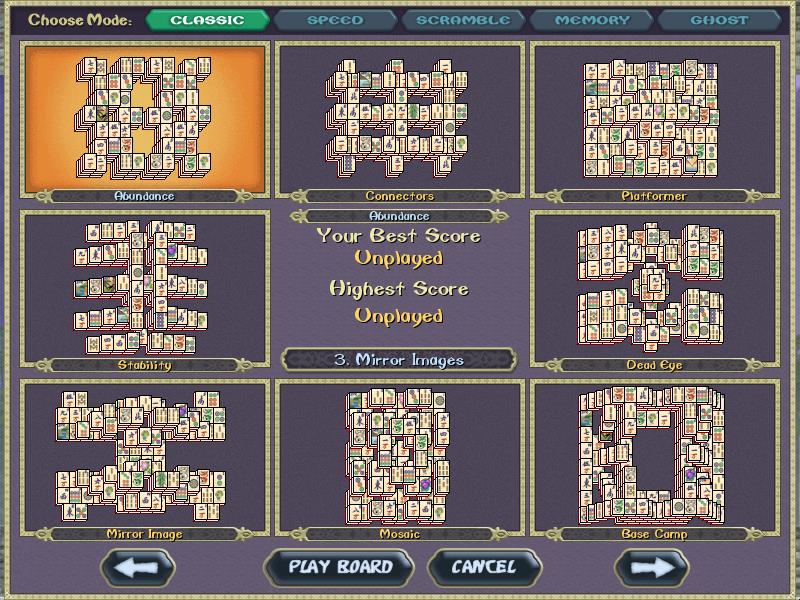 Choose Mode:
CLASSIC
SPEED
SCRAMBLE
MEMORY
GHOST
Abundance
Connectors
Platformer
Abundance
Your Best Score
Unplayed
Highest Score
Unplayed
3. Mirror Images
Stability
Dead Eye
Mirror Image
Mosaic
Base Camp
PLAY BOARD
CANCEL